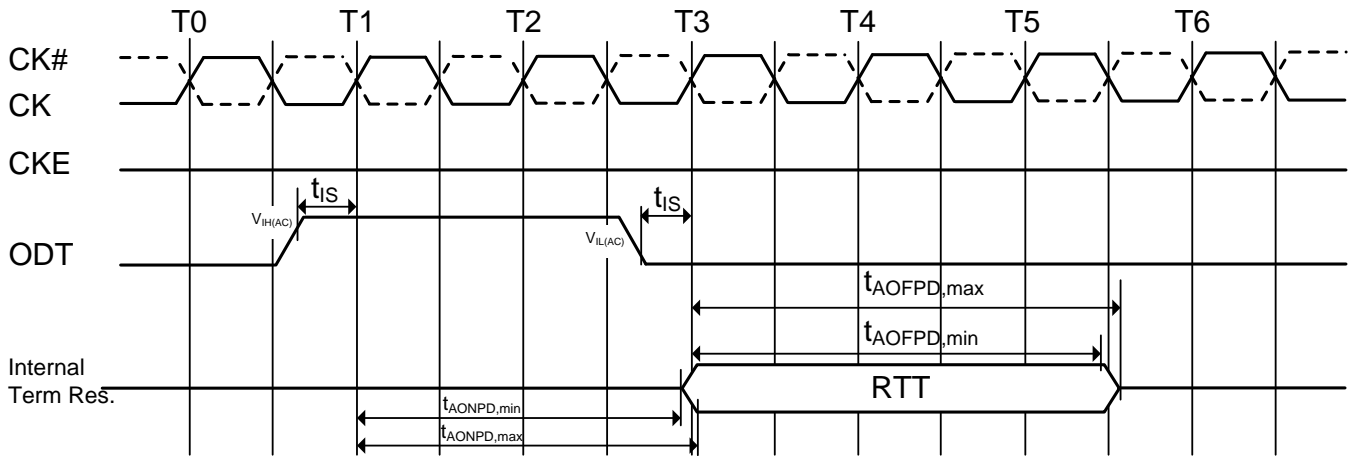 T0 T1 T2 T3 T4 T5 T6
CK#
CK
CKE
tIS
tIS
VIH(AC)
VIL(AC)
ODT
tAOFPD,max
tAOFPD,min
Internal
Term Res.
RTT
tAONPD,min
tAONPD,max